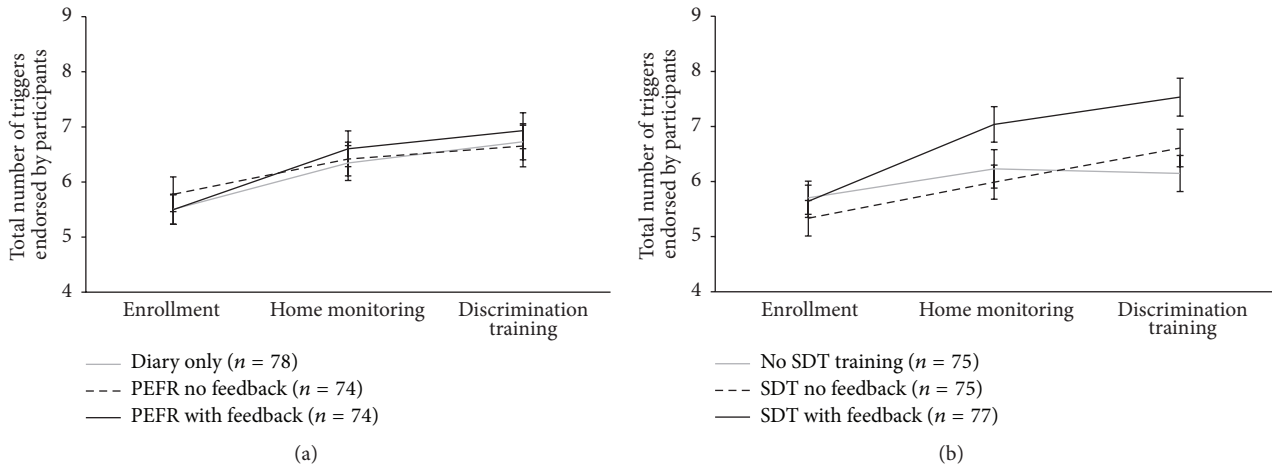 Total number of triggers
endorsed by participants
9
8
7
6
5
4
Enrollment
Home monitoring
Discrimination
training
Diary only (n = 78)
PEFR no feedback (n = 74)
PEFR with feedback (n = 74)
(a)
Total number of triggers
endorsed by participants
9
8
7
6
5
4
Enrollment
Home monitoring
Discrimination
training
No SDT training (n = 75)
SDT no feedback (n = 75)
SDT with feedback (n = 77)
(b)